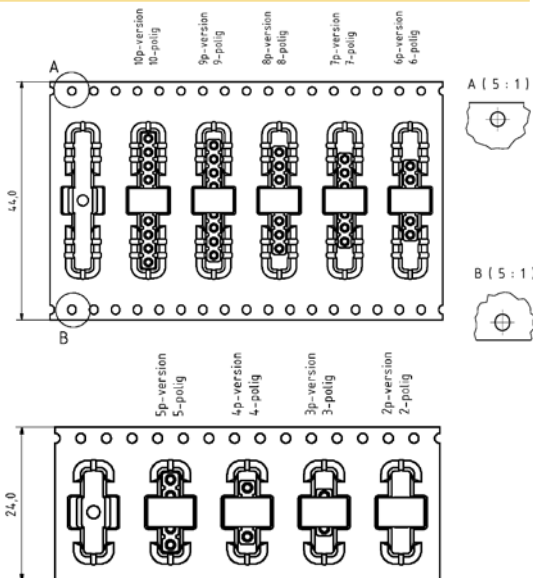 10p-version
10-polig
9p-version
9-polig
8p-version
8-polig
7p-version
7-polig
6p-version
6-polig
A
A ( 5 : 1 )
44,0
B ( 5 : 1 )
B
5p-version
5-polig
4p-version
4-polig
3p-version
3-polig
2p-version
2-polig
24,0